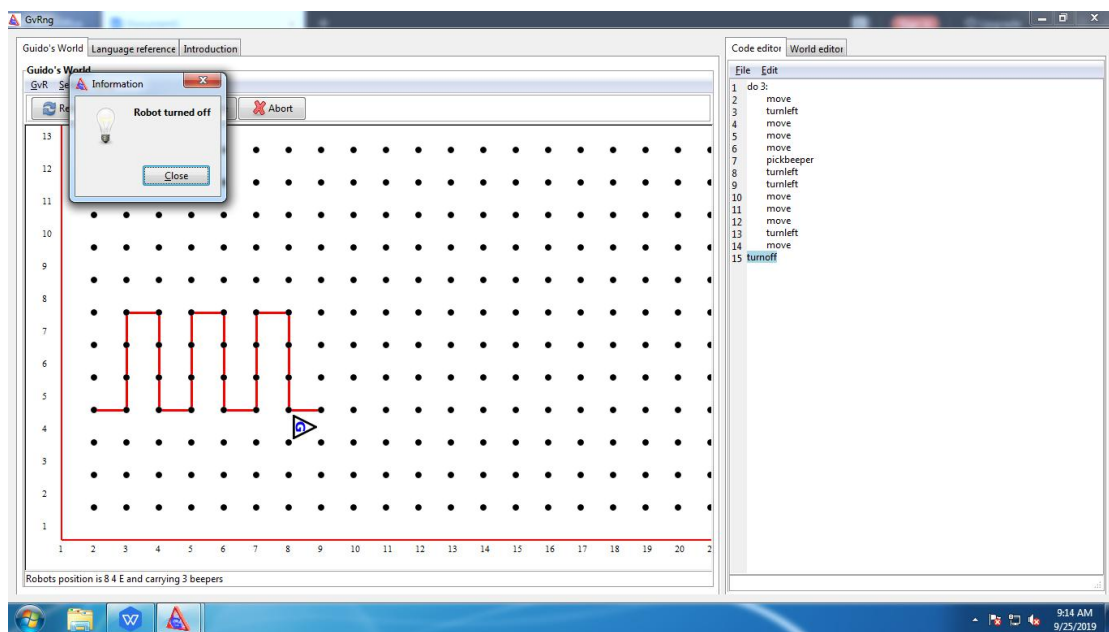 GvRng
Guido's World Language reference Introduction
Guido's World
GvR Se
Re
Abort
Information
Robot turned off
Close
13
12
11
10
9
8
7
6
5
4
3
2
1
G
1 2 3 4 5 6 7 8 9 10 11 12 13 14 15 16 17 18 19 20 2
Robots position is 8 4 E and carrying 3 beepers
Code editor World editor
File Edit
1 do 3:
2 move
3 turnleft
4 move
5 move
6 move
7 pickbeeper
8 turnleft
9 turnleft
10 move
11 move
12 move
13 turnleft
14 move
15 turnoff
9:14 AM
9/25/2019